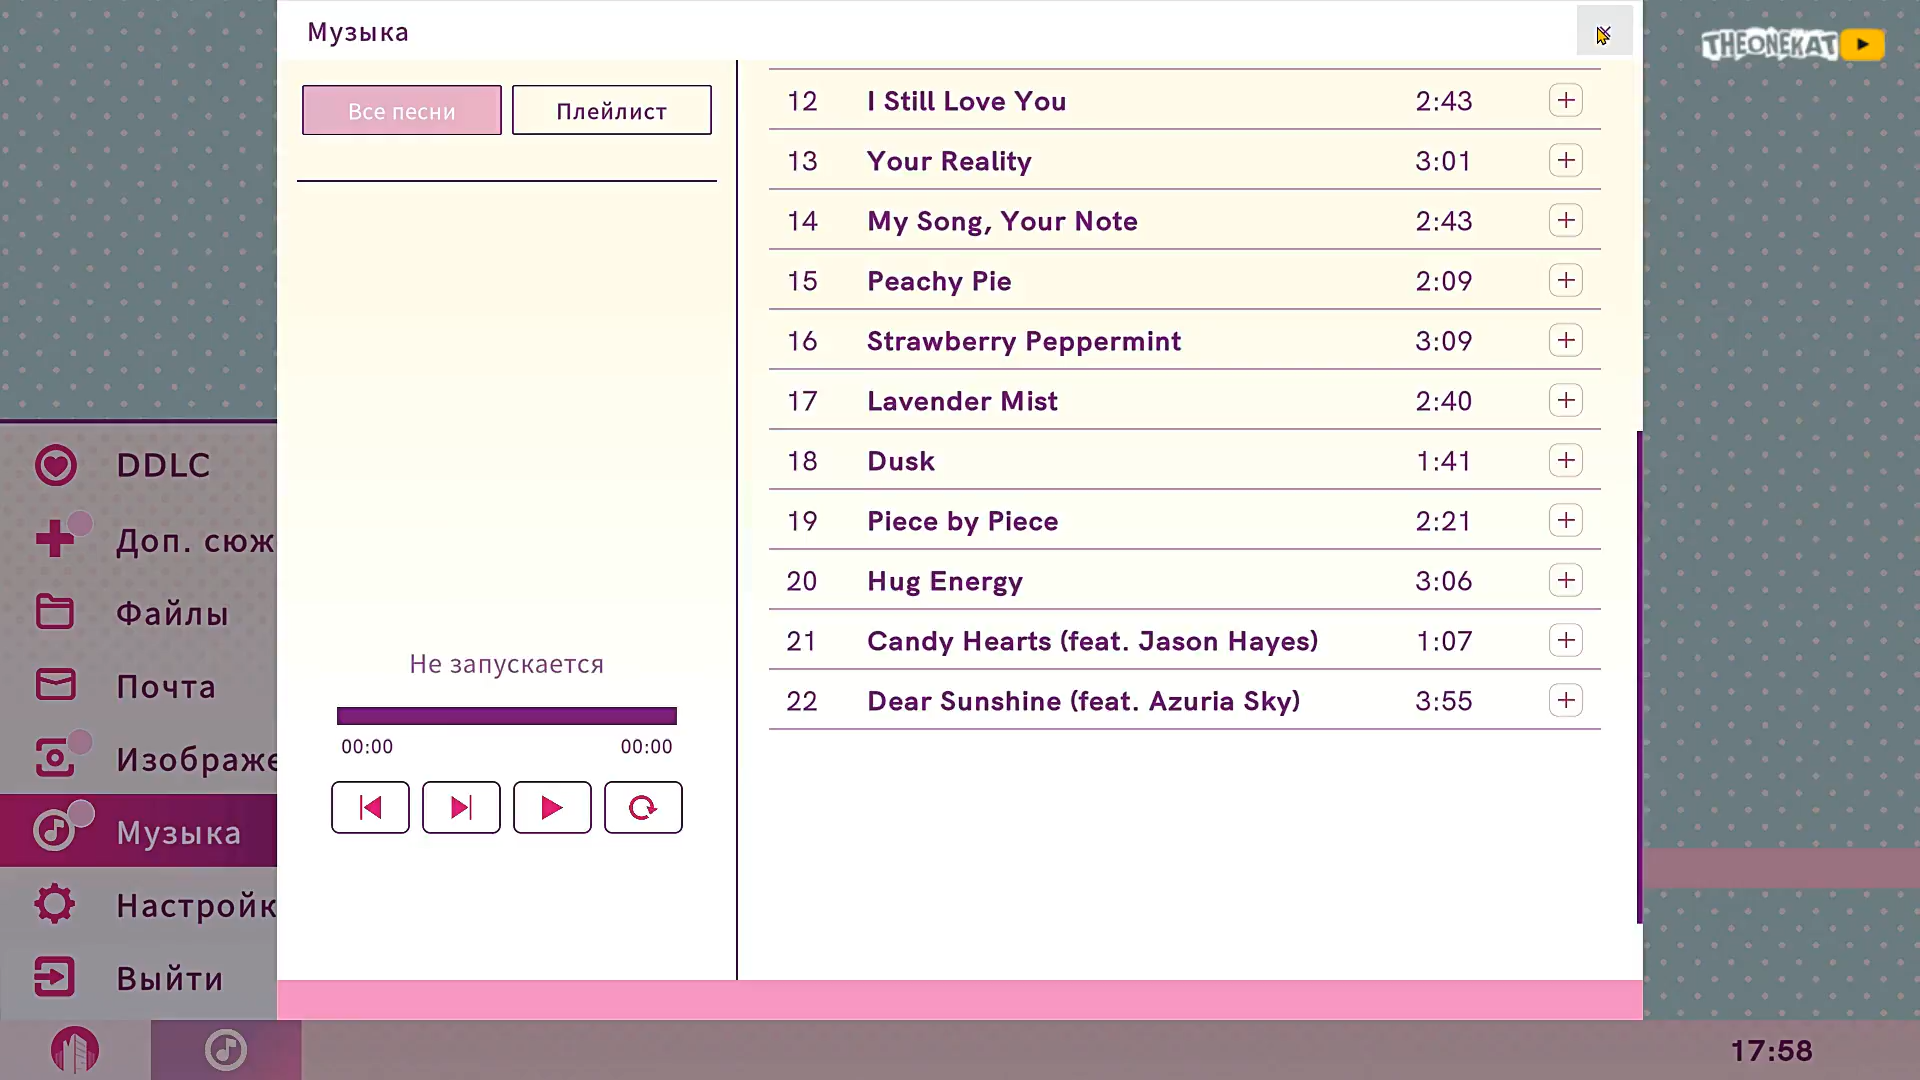 Музыка
THEONEKAT
Все песни
Плейлист
12 I Still Love You 2:43
13 Your Reality 3:01
14 My Song, Your Note 2:43
15 Peachy Pie 2:09
16 Strawberry Peppermint 3:09
17 Lavender Mist 2:40
18 Dusk 1:41
19 Piece by Piece 2:21
20 Hug Energy 3:06
21 Candy Hearts (feat. Jason Hayes) 1:07
22 Dear Sunshine (feat. Azuria Sky) 3:55
Не запускается
00:00 00:00
DDLC
Доп. сюж
Файлы
Почта
Изображе
Музыка
Настройк
Выйти
17:58